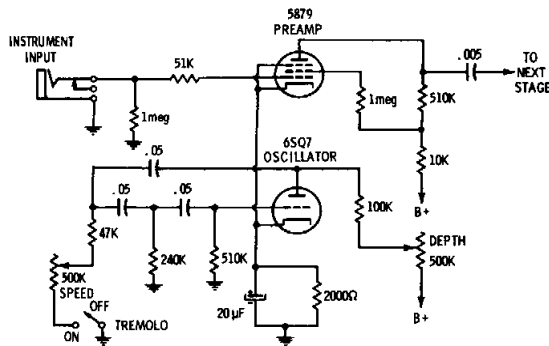 5879
PREAMP
INSTRUMENT
INPUT
51K
1meg
1meg
.005
TO
NEXT
STAGE
510K
10K
B+
6SQ7
OSCILLATOR
.05
.05
.05
47K
240K
510K
100K
DEPTH
500K
B+
500K
SPEED
OFF
ON
TREMOLO
20µF
2000Ω